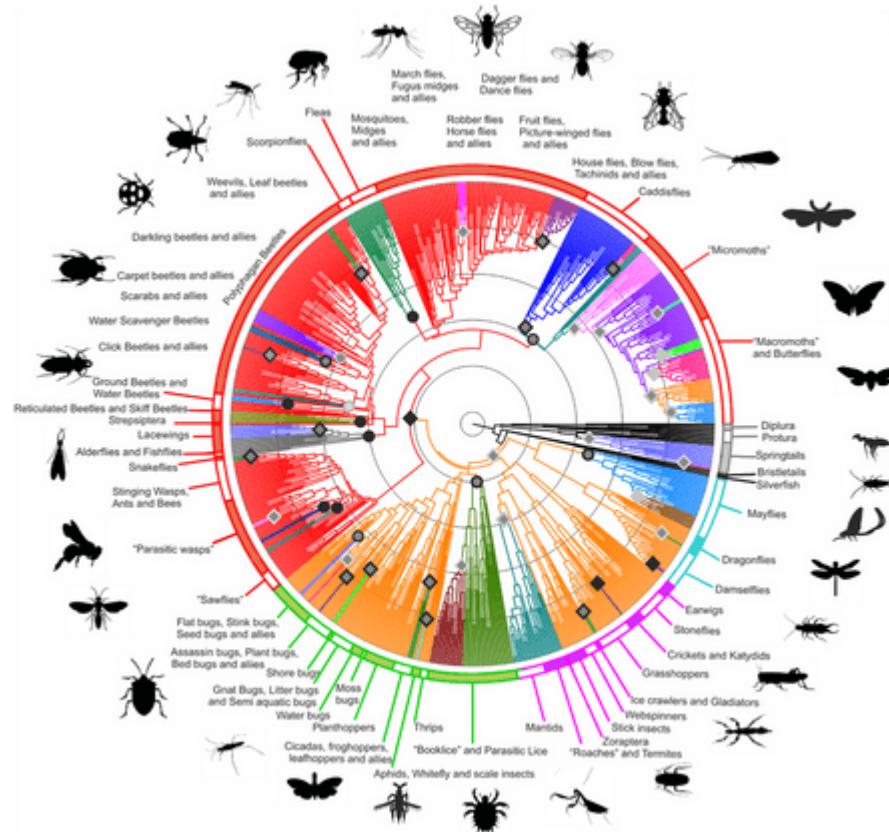 March flies,
Fugus midges
and allies
Dagger flies and
Dance flies
Fleas
Mosquitoes,
Midges
and allies
Robber flies
Horse flies
and allies
Fruit flies,
Picture-winged flies
and allies
Scorpionflies
House flies, Blow flies,
Tachinids and allies
Weevils, Leaf beetles
and allies
Caddisflies
Darkling beetles and allies
Polyphagan Beetles
"Micromoths"
Carpet beetles and allies
Scarabs and allies
Water Scavenger Beetles
Click Beetles and allies
"Macromoths"
and Butterflies
Ground Beetles and
Water Beetles
Reticulated Beetles and Skiff Beetles
Strepsiptera
Lacewings
Alderflies and Fishflies
Snakeflies
Stinging Wasps,
Ants and Bees
"Parasitic wasps"
"Sawflies"
Diplura
Protura
Springtails
Bristletails
Silverfish
Mayflies
Dragonflies
Damselflies
Earwigs
Stoneflies
Crickets and Katydids
Grasshoppers
Ice crawlers and Gladiators
Webspinners
Stick insects
Zoraptera
"Roaches" and Termites
Mantids
"Booklice" and Parasitic Lice
Thrips
Aphids, Whitefly and scale insects
Cicadas, froghoppers,
leafhoppers and allies
Planthoppers
Moss
bugs
Water bugs
Gnat Bugs, Litter bugs
and Semi aquatic bugs
Shore bugs
Assassin bugs, Plant bugs,
Bed bugs and allies
Flat bugs, Stink bugs,
Seed bugs and allies